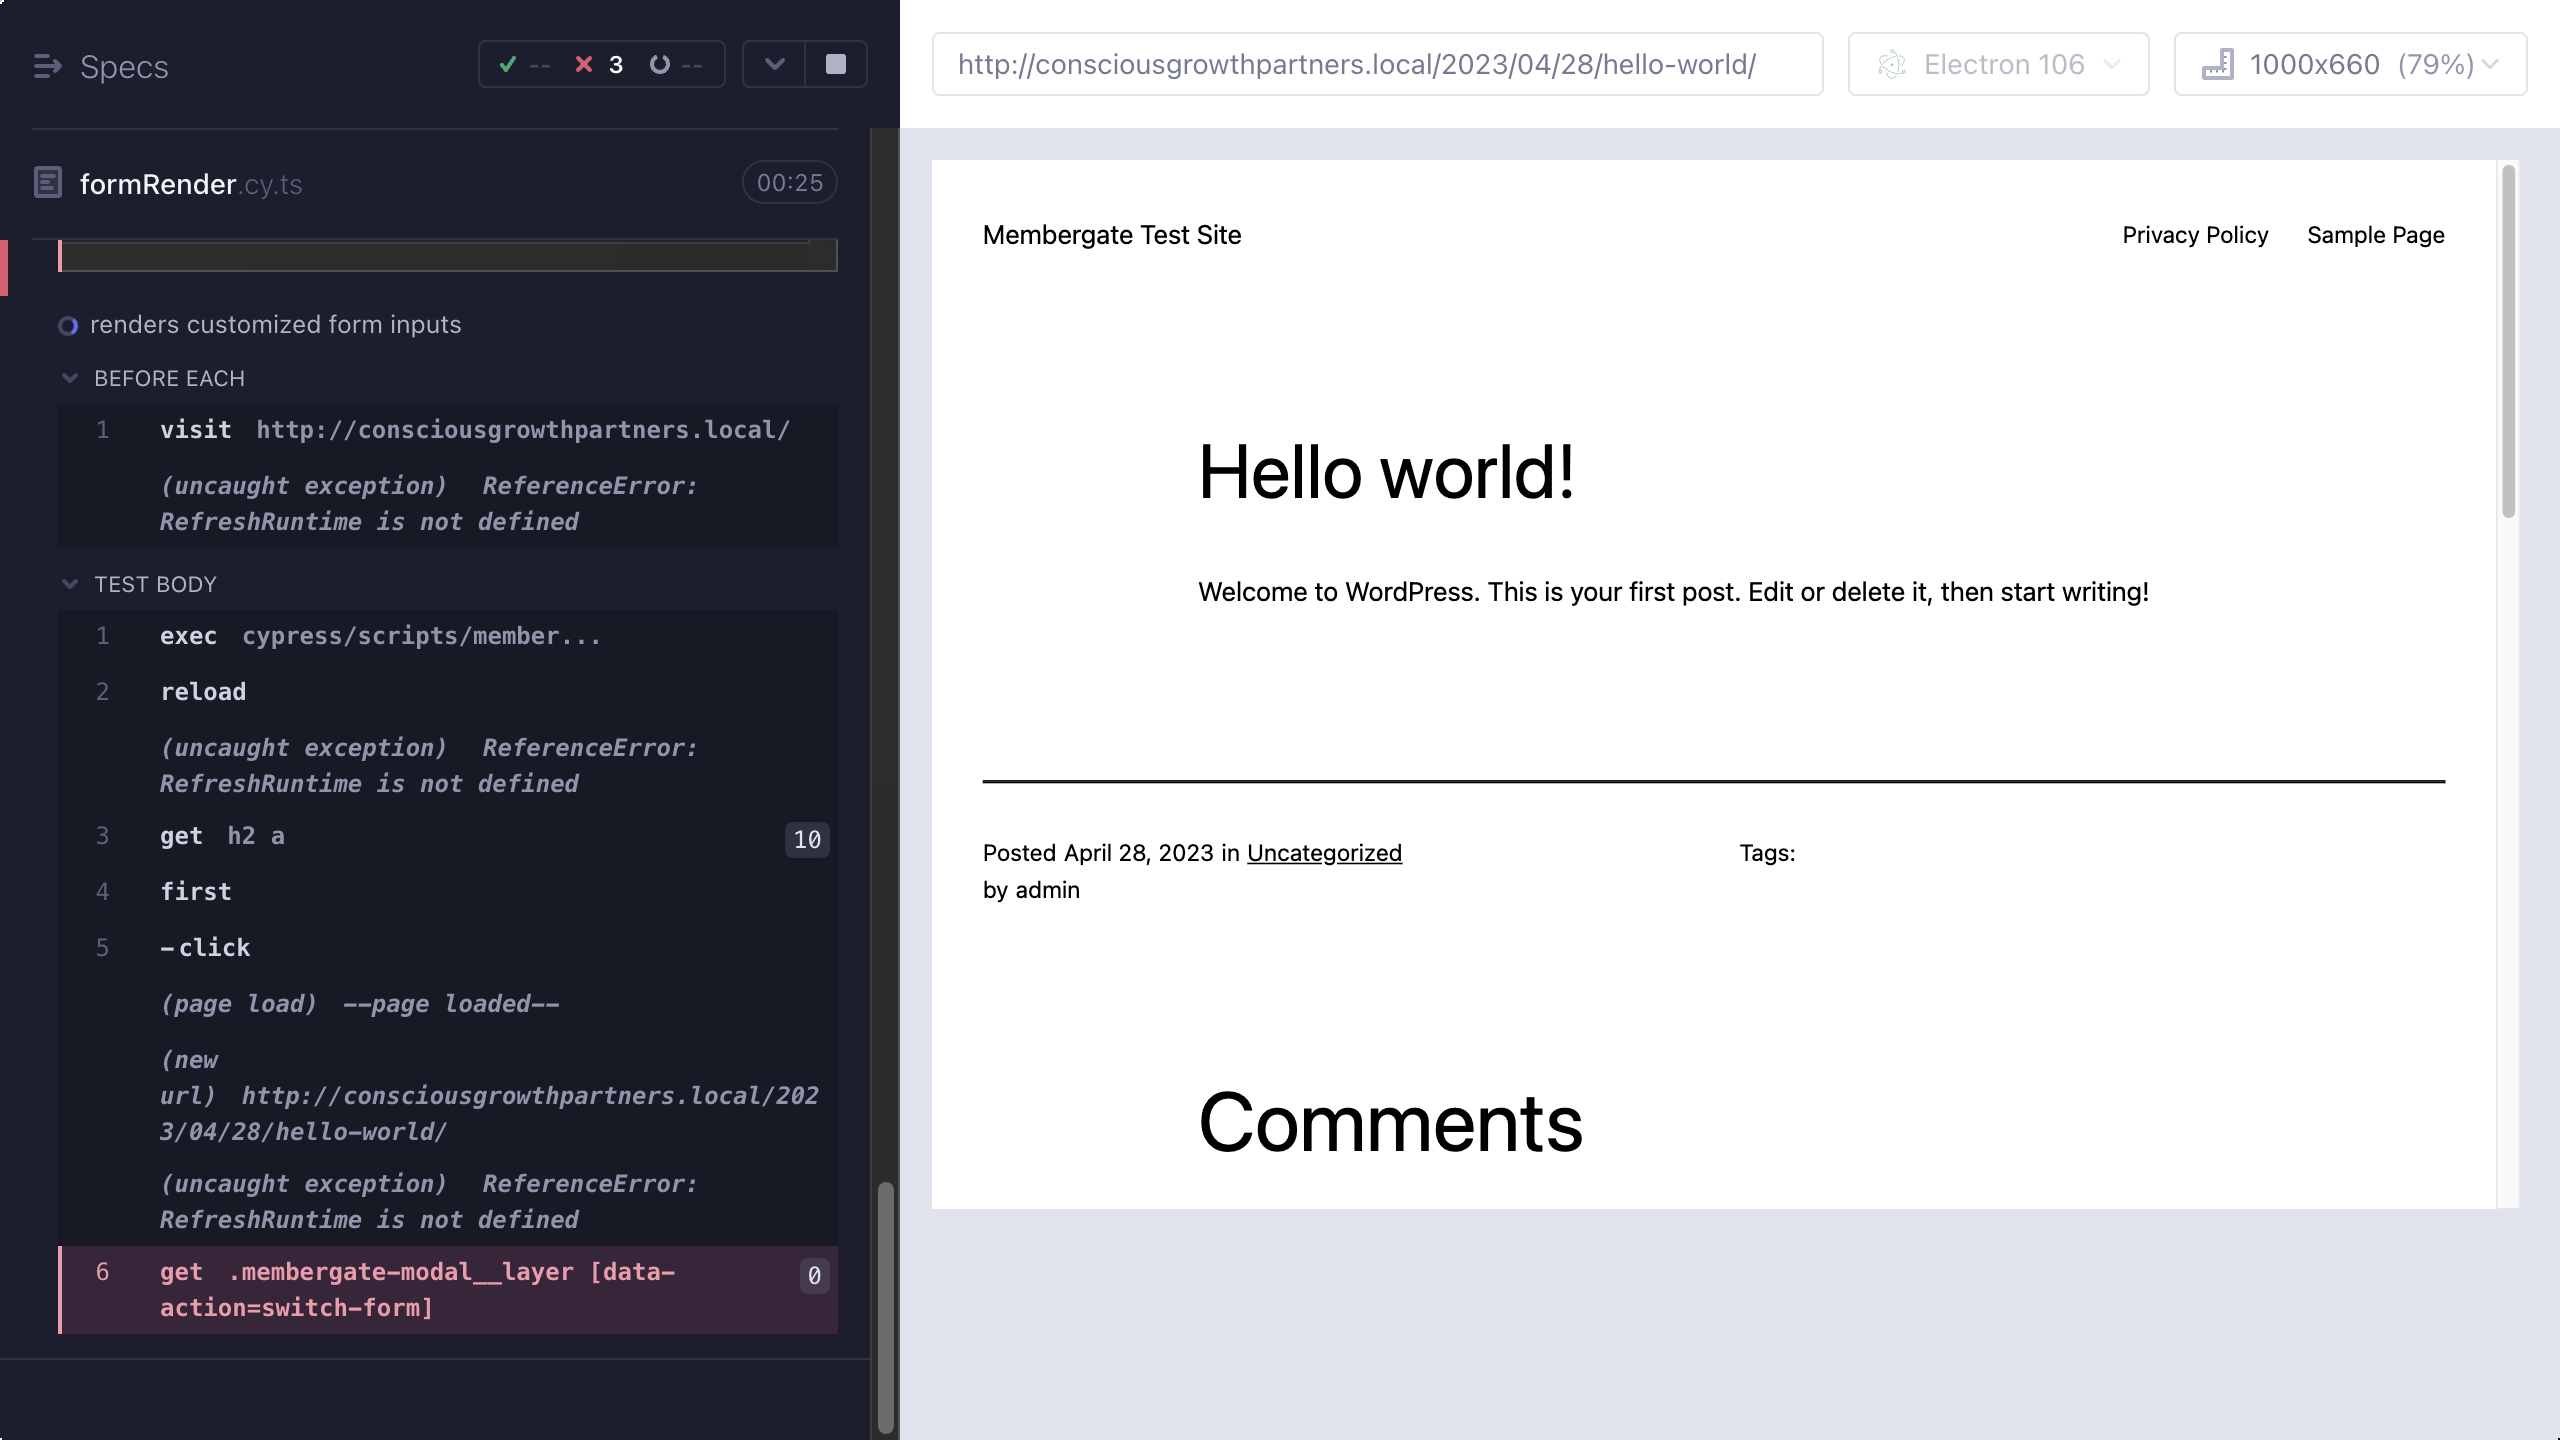 Specs
-- 3 --
formRender.cy.ts
00:25
renders customized form inputs
BEFORE EACH
1 visit http://consciousgrowthpartners.local/
(uncaught exception) ReferenceError:
RefreshRuntime is not defined
TEST BODY
1 exec cypress/scripts/member...
2 reload
(uncaught exception) ReferenceError:
RefreshRuntime is not defined
3 get h2 a 10
4 first
5 -click
(page load) --page loaded--
(new
url) http://consciousgrowthpartners.local/202
3/04/28/hello-world/
(uncaught exception) ReferenceError:
RefreshRuntime is not defined
6 get .membergate-modal__layer [data- 0
action=switch-form]
http://consciousgrowthpartners.local/2023/04/28/hello-world/
Electron 106
1000x660 (79%)
Membergate Test Site
Privacy Policy Sample Page
Hello world!
Welcome to WordPress. This is your first post. Edit or delete it, then start writing!
Posted April 28, 2023 in Uncategorized
by admin
Tags:
Comments